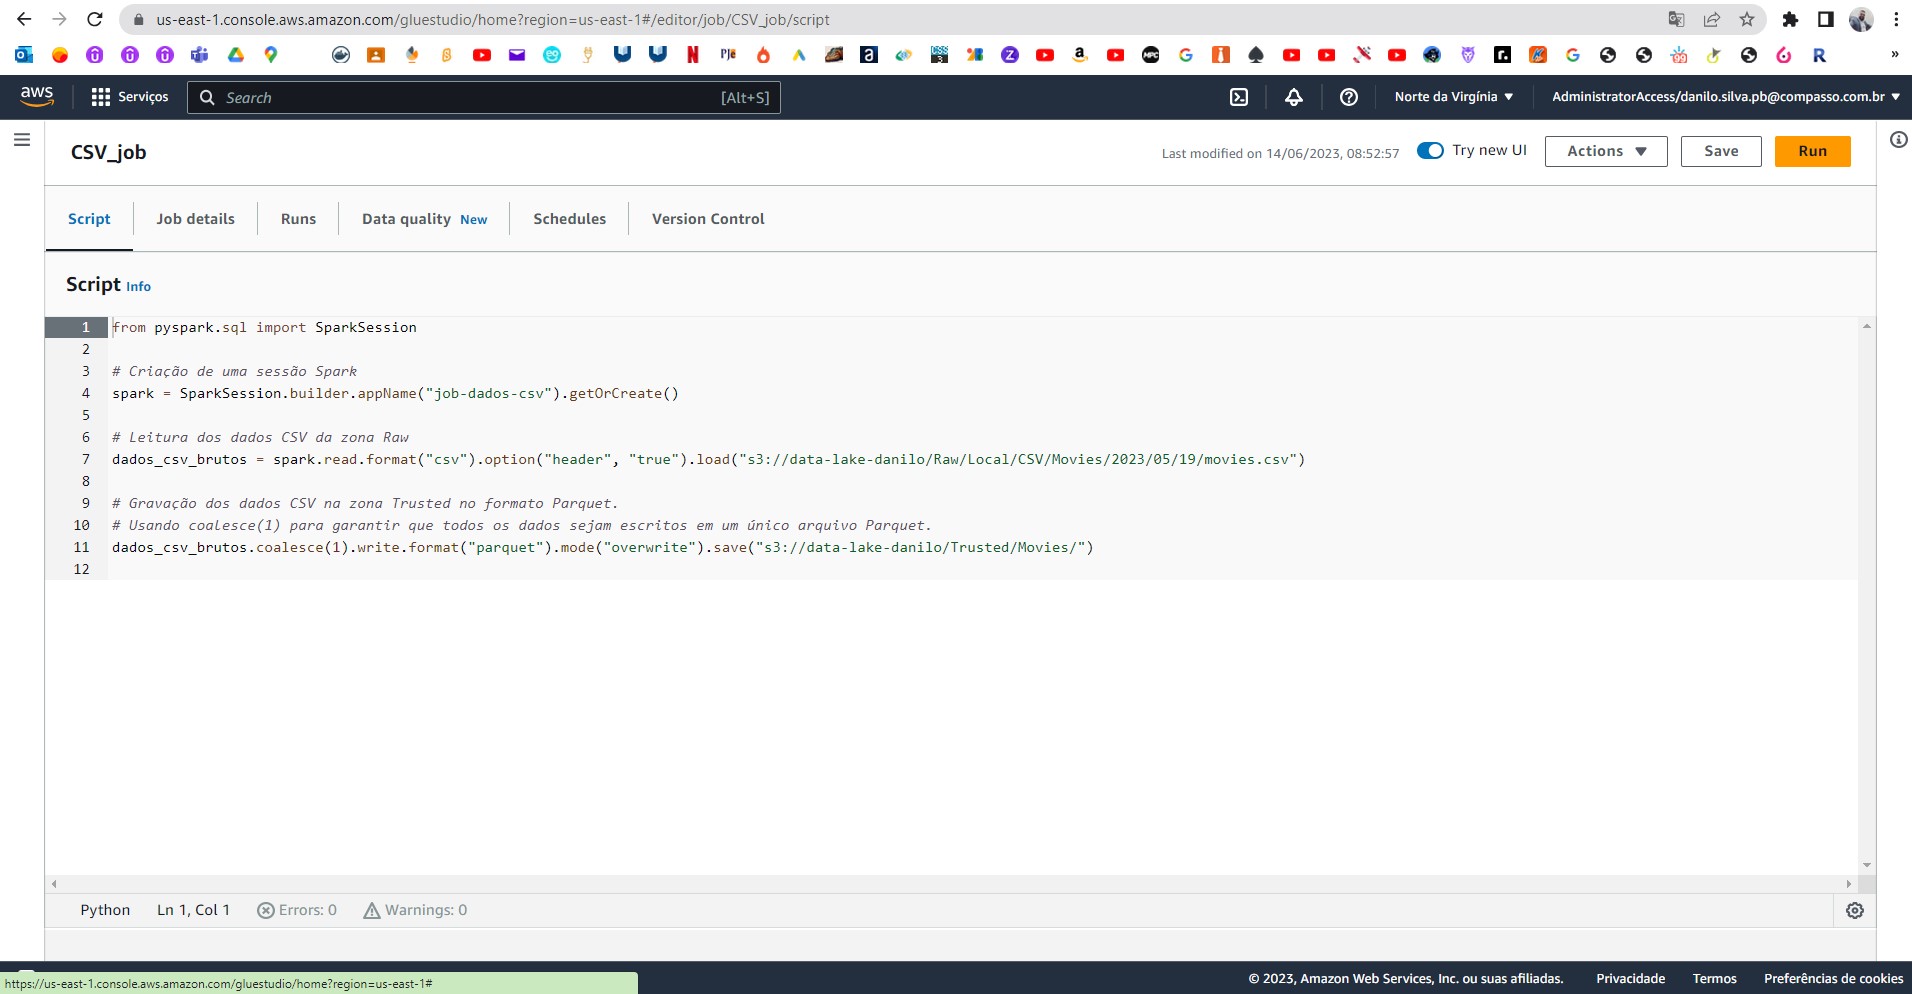 us-east-1.console.aws.amazon.com/gluestudio/home?region=us-east-1#/editor/job/CSV_job/script
aws Serviços Search [Alt+S] Norte da Virgínia AdministratorAccess/danilo.silva.pb@compasso.com.br
CSV_job Last modified on 14/06/2023, 08:52:57 Try new UI Actions Save Run
Script Job details Runs Data quality New Schedules Version Control
Script Info
1 from pyspark.sql import SparkSession
2
3 # Criação de uma sessão Spark
4 spark = SparkSession.builder.appName("job-dados-csv").getOrCreate()
5
6 # Leitura dos dados CSV da zona Raw
7 dados_csv_brutos = spark.read.format("csv").option("header", "true").load("s3://data-lake-danilo/Raw/Local/CSV/Movies/2023/05/19/movies.csv")
8
9 # Gravação dos dados CSV na zona Trusted no formato Parquet.
10 # Usando coalesce(1) para garantir que todos os dados sejam escritos em um único arquivo Parquet.
11 dados_csv_brutos.coalesce(1).write.format("parquet").mode("overwrite").save("s3://data-lake-danilo/Trusted/Movies/")
12
Python Ln 1, Col 1 Errors: 0 Warnings: 0
© 2023, Amazon Web Services, Inc. ou suas afiliadas. Privacidade Termos Preferências de cookies
https://us-east-1.console.aws.amazon.com/gluestudio/home?region=us-east-1#